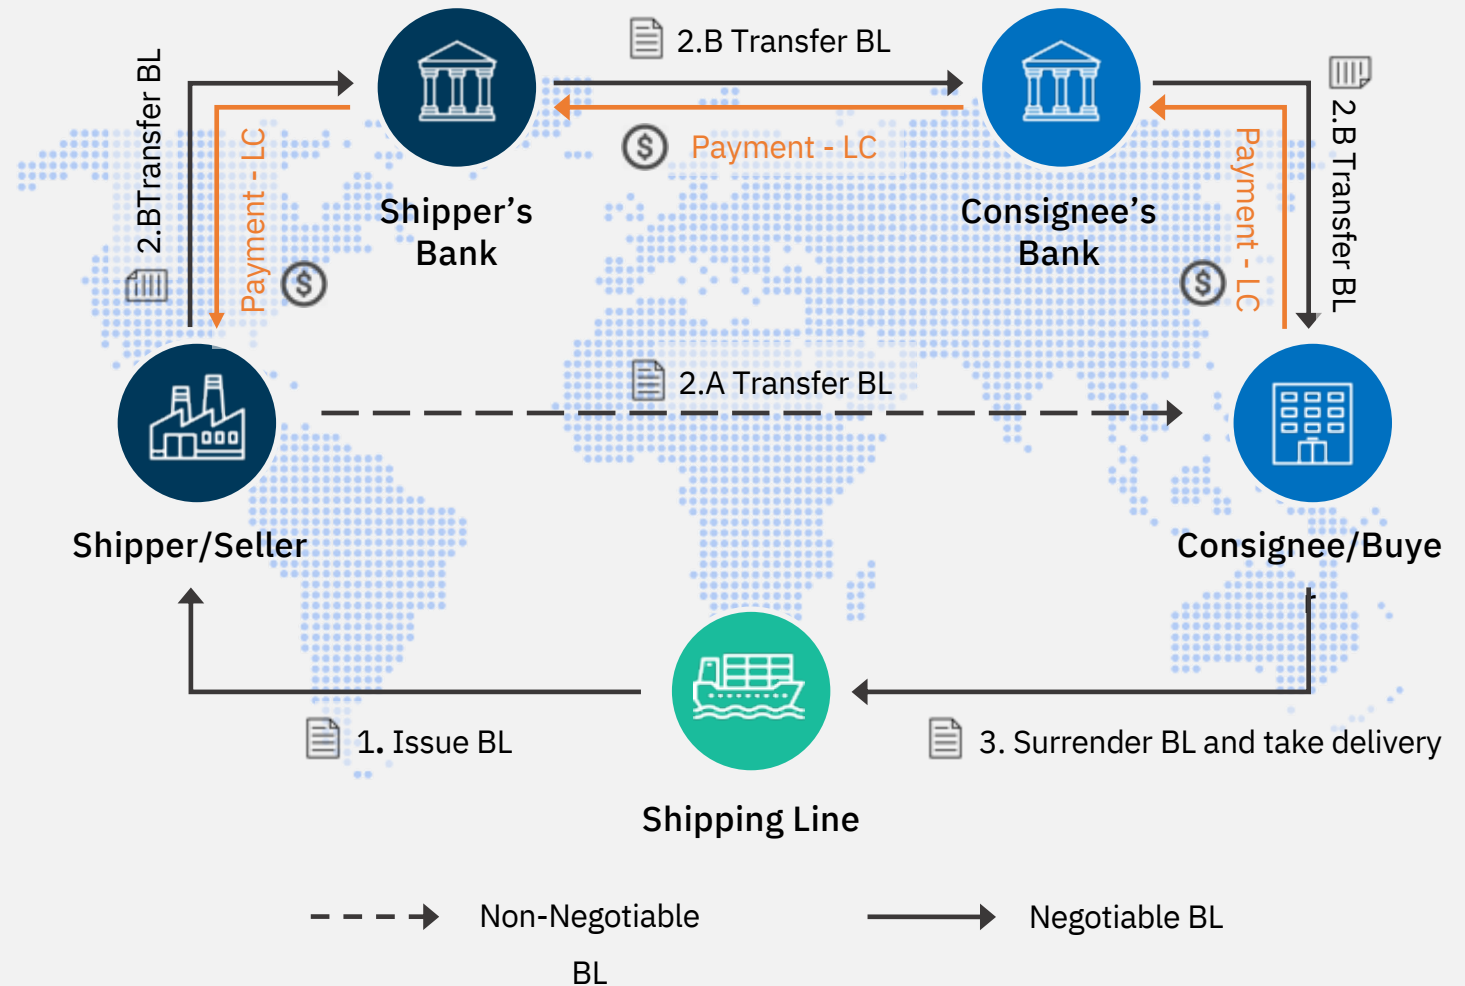 2.B Transfer BL
2.BTransfer BL
Payment - LC
$
Shipper’s
Bank
$
Payment - LC
Consignee’s
Bank
$
Payment - LC
2.B Transfer BL
2.A Transfer BL
Shipper/Seller
Consignee/Buye
r
1. Issue BL
3. Surrender BL and take delivery
Shipping Line
Non-Negotiable
BL
Negotiable BL